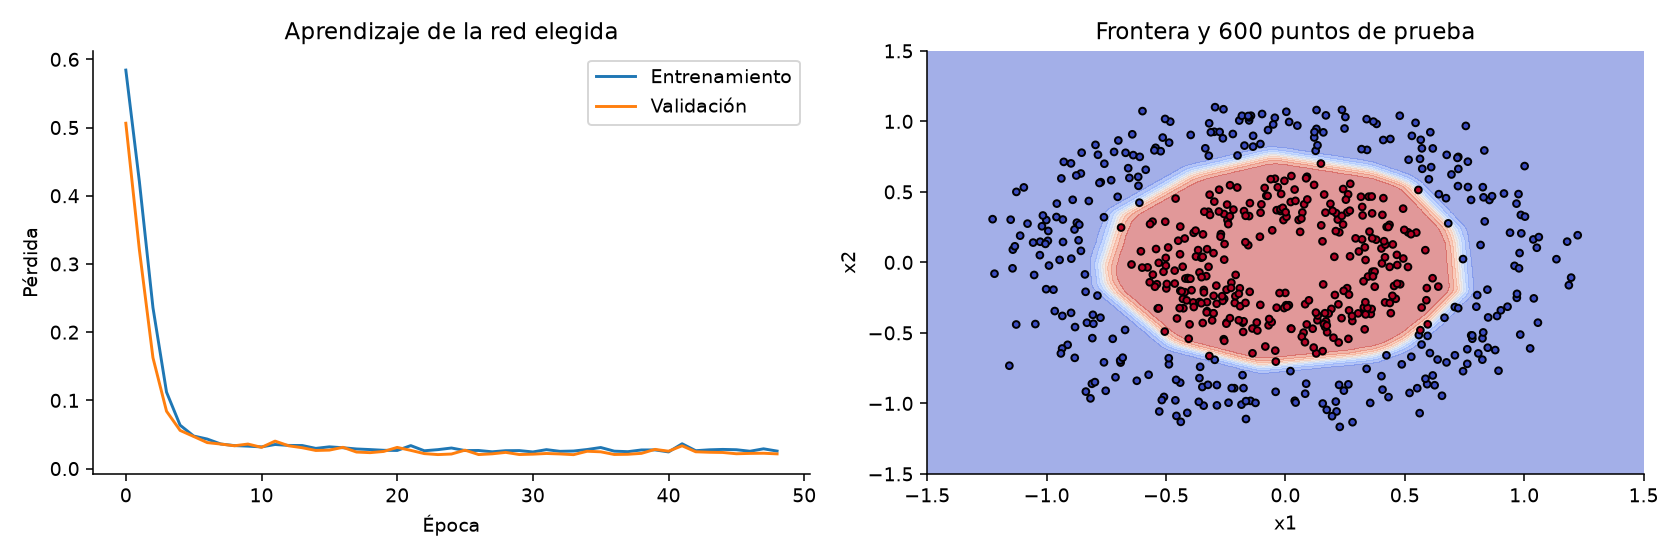 Aprendizaje de la red elegida
0.6
0.5
0.4
0.3
0.2
0.1
0.0
Pérdida
Entrenamiento
Validación
0 10 20 30 40 50
Época
Frontera y 600 puntos de prueba
1.5
1.0
0.5
0.0
−0.5
−1.0
−1.5
x2
−1.5 −1.0 −0.5 0.0 0.5 1.0 1.5
x1